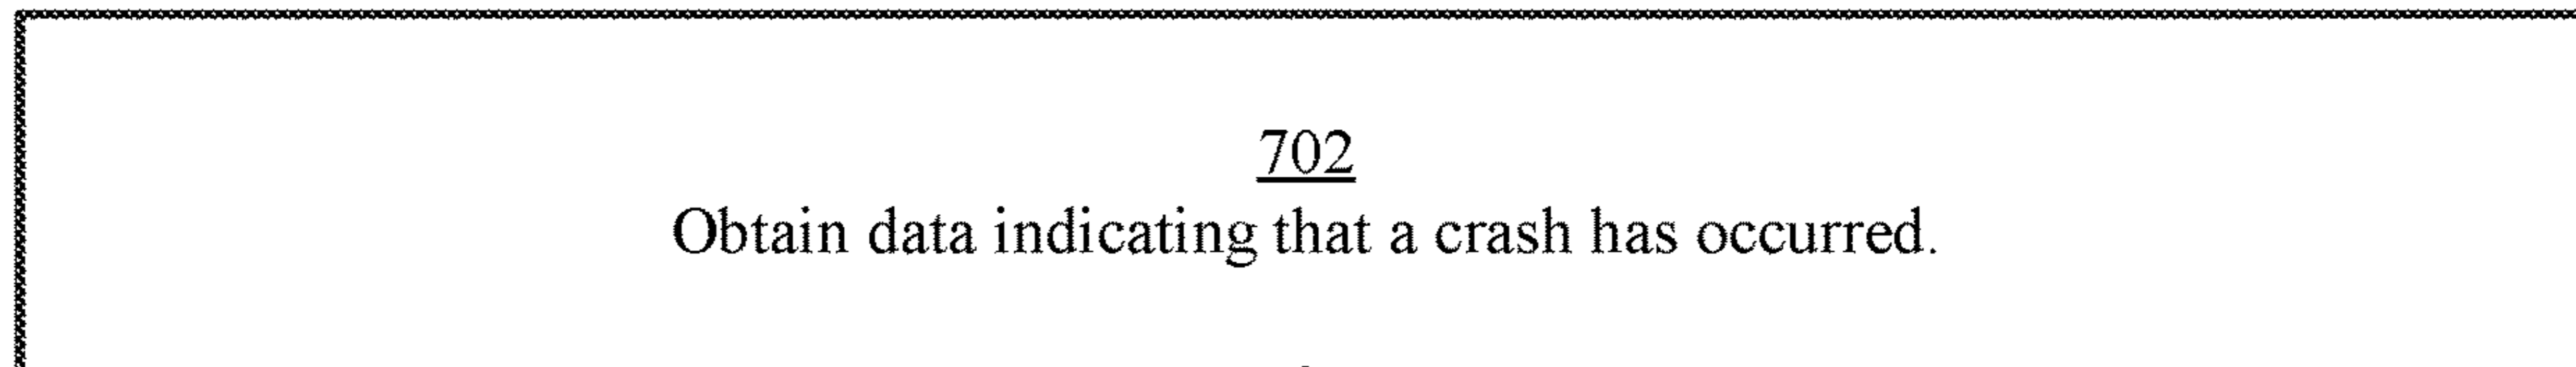 702
Obtain data indicating that a crash has occurred.